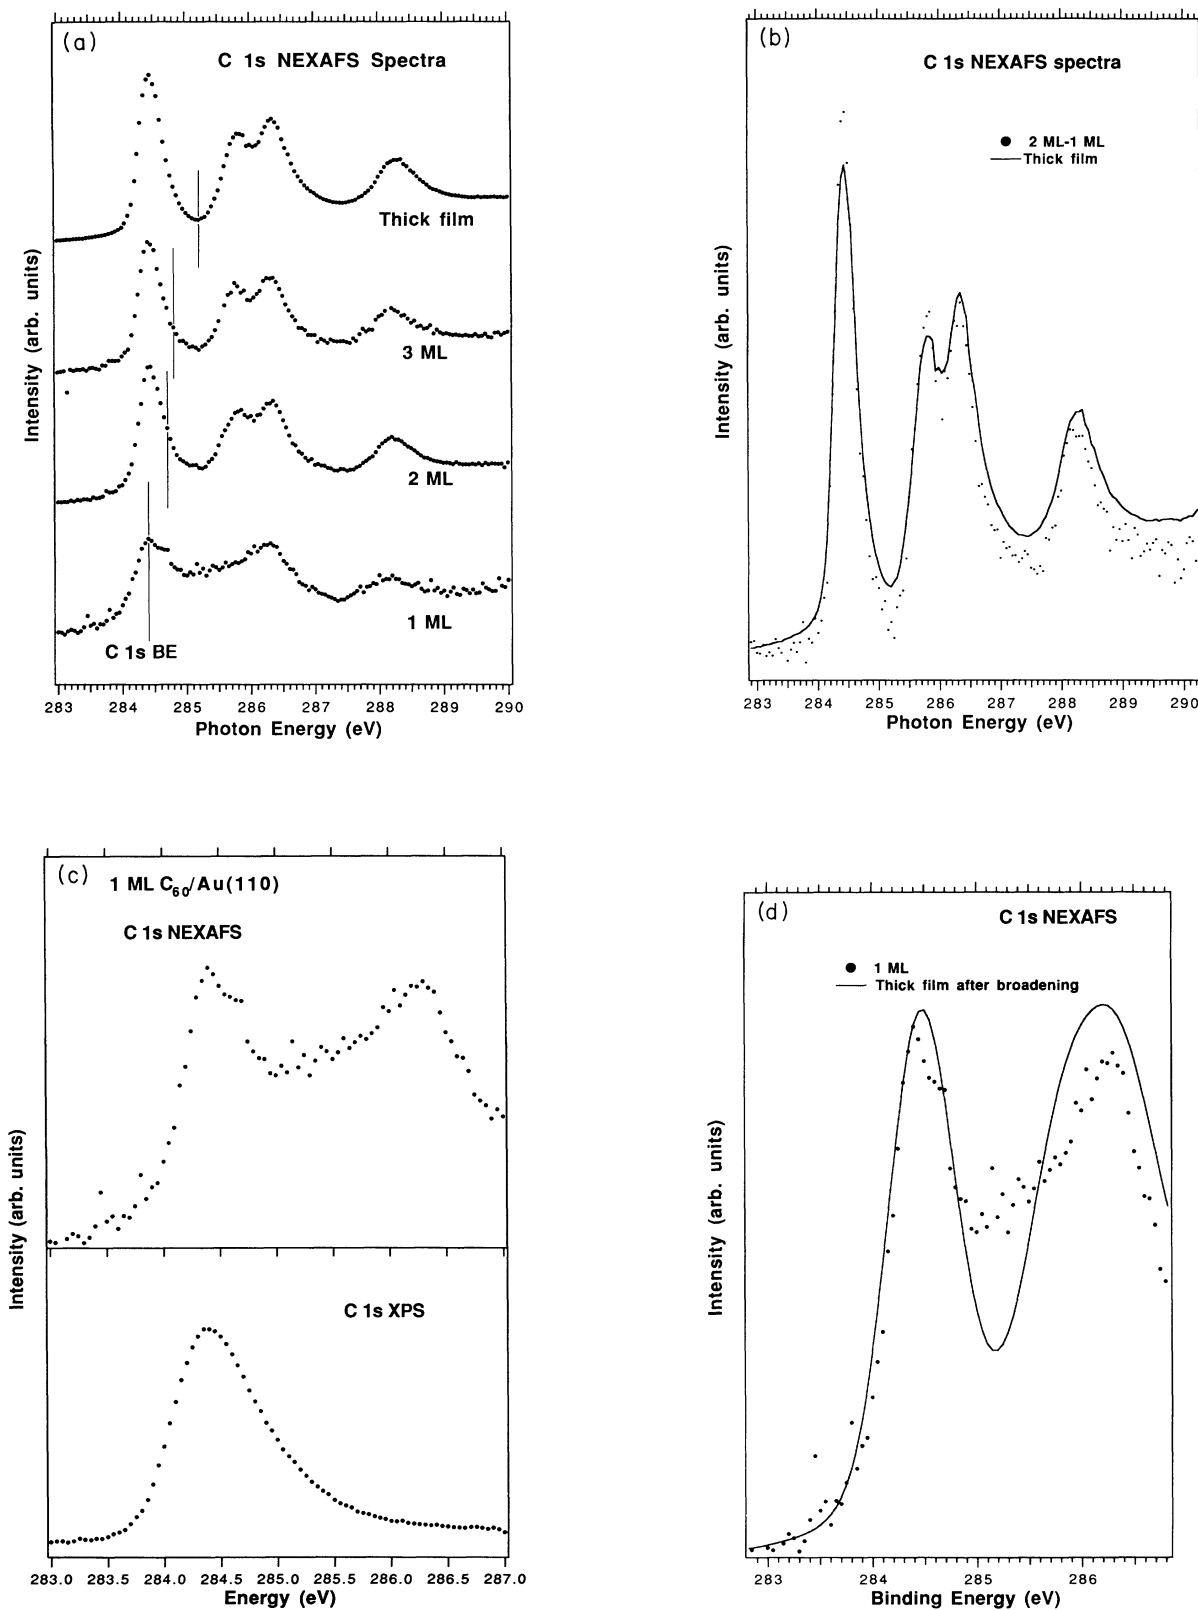 (a)
C 1s NEXAFS Spectra
Thick film
3 ML
2 ML
1 ML
C 1s BE
Intensity (arb. units)
283 284 285 286 287 288 289 290
Photon Energy (eV)
(b)
C 1s NEXAFS spectra
2 ML-1 ML
Thick film
Intensity (arb. units)
283 284 285 286 287 288 289 290
Photon Energy (eV)
(c)
1 ML C60/Au(110)
C 1s NEXAFS
C 1s XPS
Intensity (arb. units)
283.0 283.5 284.0 284.5 285.0 285.5 286.0 286.5 287.0
Energy (eV)
(d)
C 1s NEXAFS
1 ML
Thick film after broadening
Intensity (arb. units)
283 284 285 286
Binding Energy (eV)